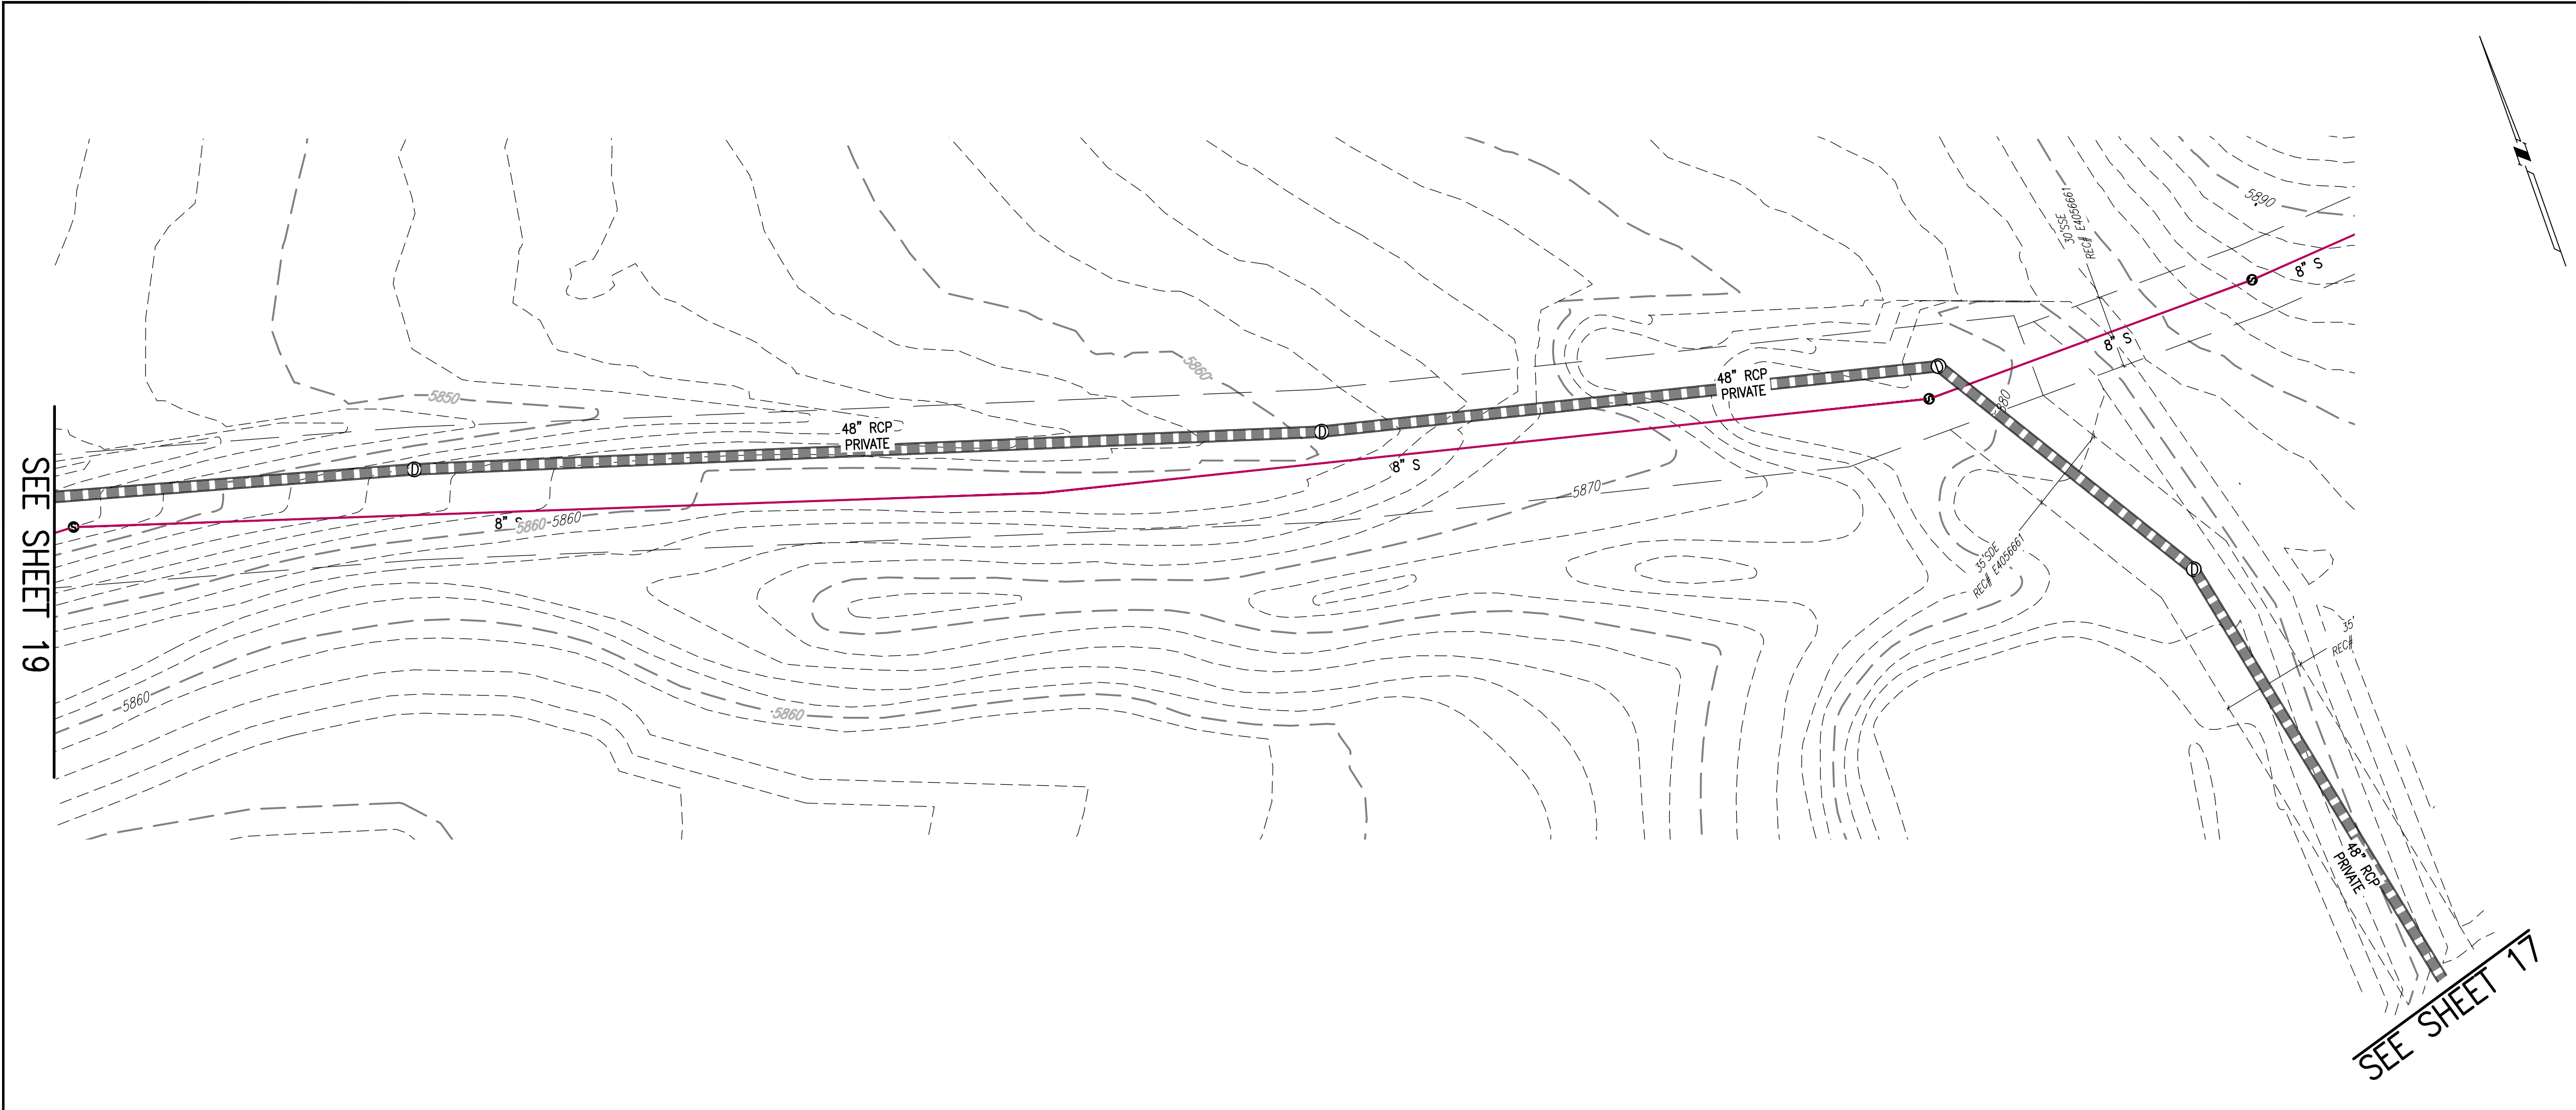 30'SSE
REC# E4056661
5890
8" S
8" S
5860
48" RCP
PRIVATE
5850
5880
48" RCP
PRIVATE
SEE SHEET 19
8" S
5870
8" S
5860
5860
35'SDE
REC# E4056661
35'
REC#
5860
5860
48" RCP
PRIVATE
SEE SHEET 17